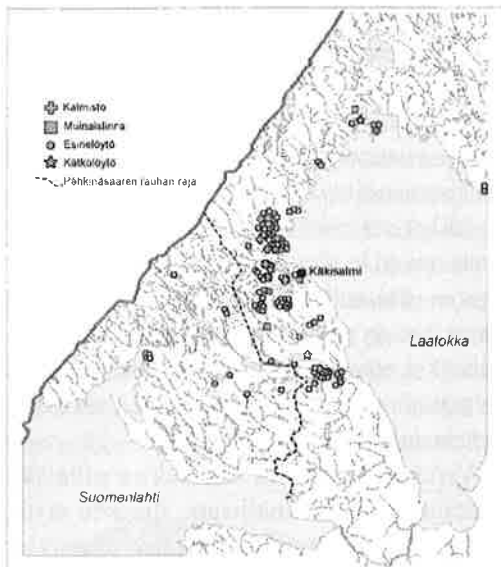 Kalmisto
Muinaislinna
Esinelöytö
Kätkölöytö
Pähkinäsaaren rauhan raja
Käkisalmi
Laatokka
Suomenlahti